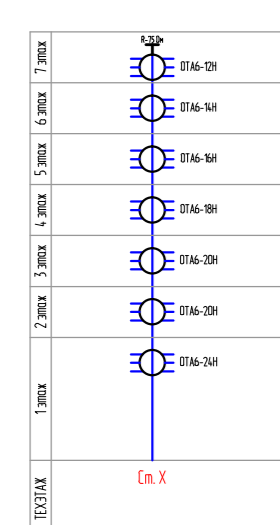 R-75 Ом
7 этаж
ОТА6-12Н
6 этаж
ОТА6-14Н
5 этаж
ОТА6-16Н
4 этаж
ОТА6-18Н
3 этаж
ОТА6-20Н
2 этаж
ОТА6-20Н
1 этаж
ОТА6-24Н
ТЕХЭТАЖ
Ст. X